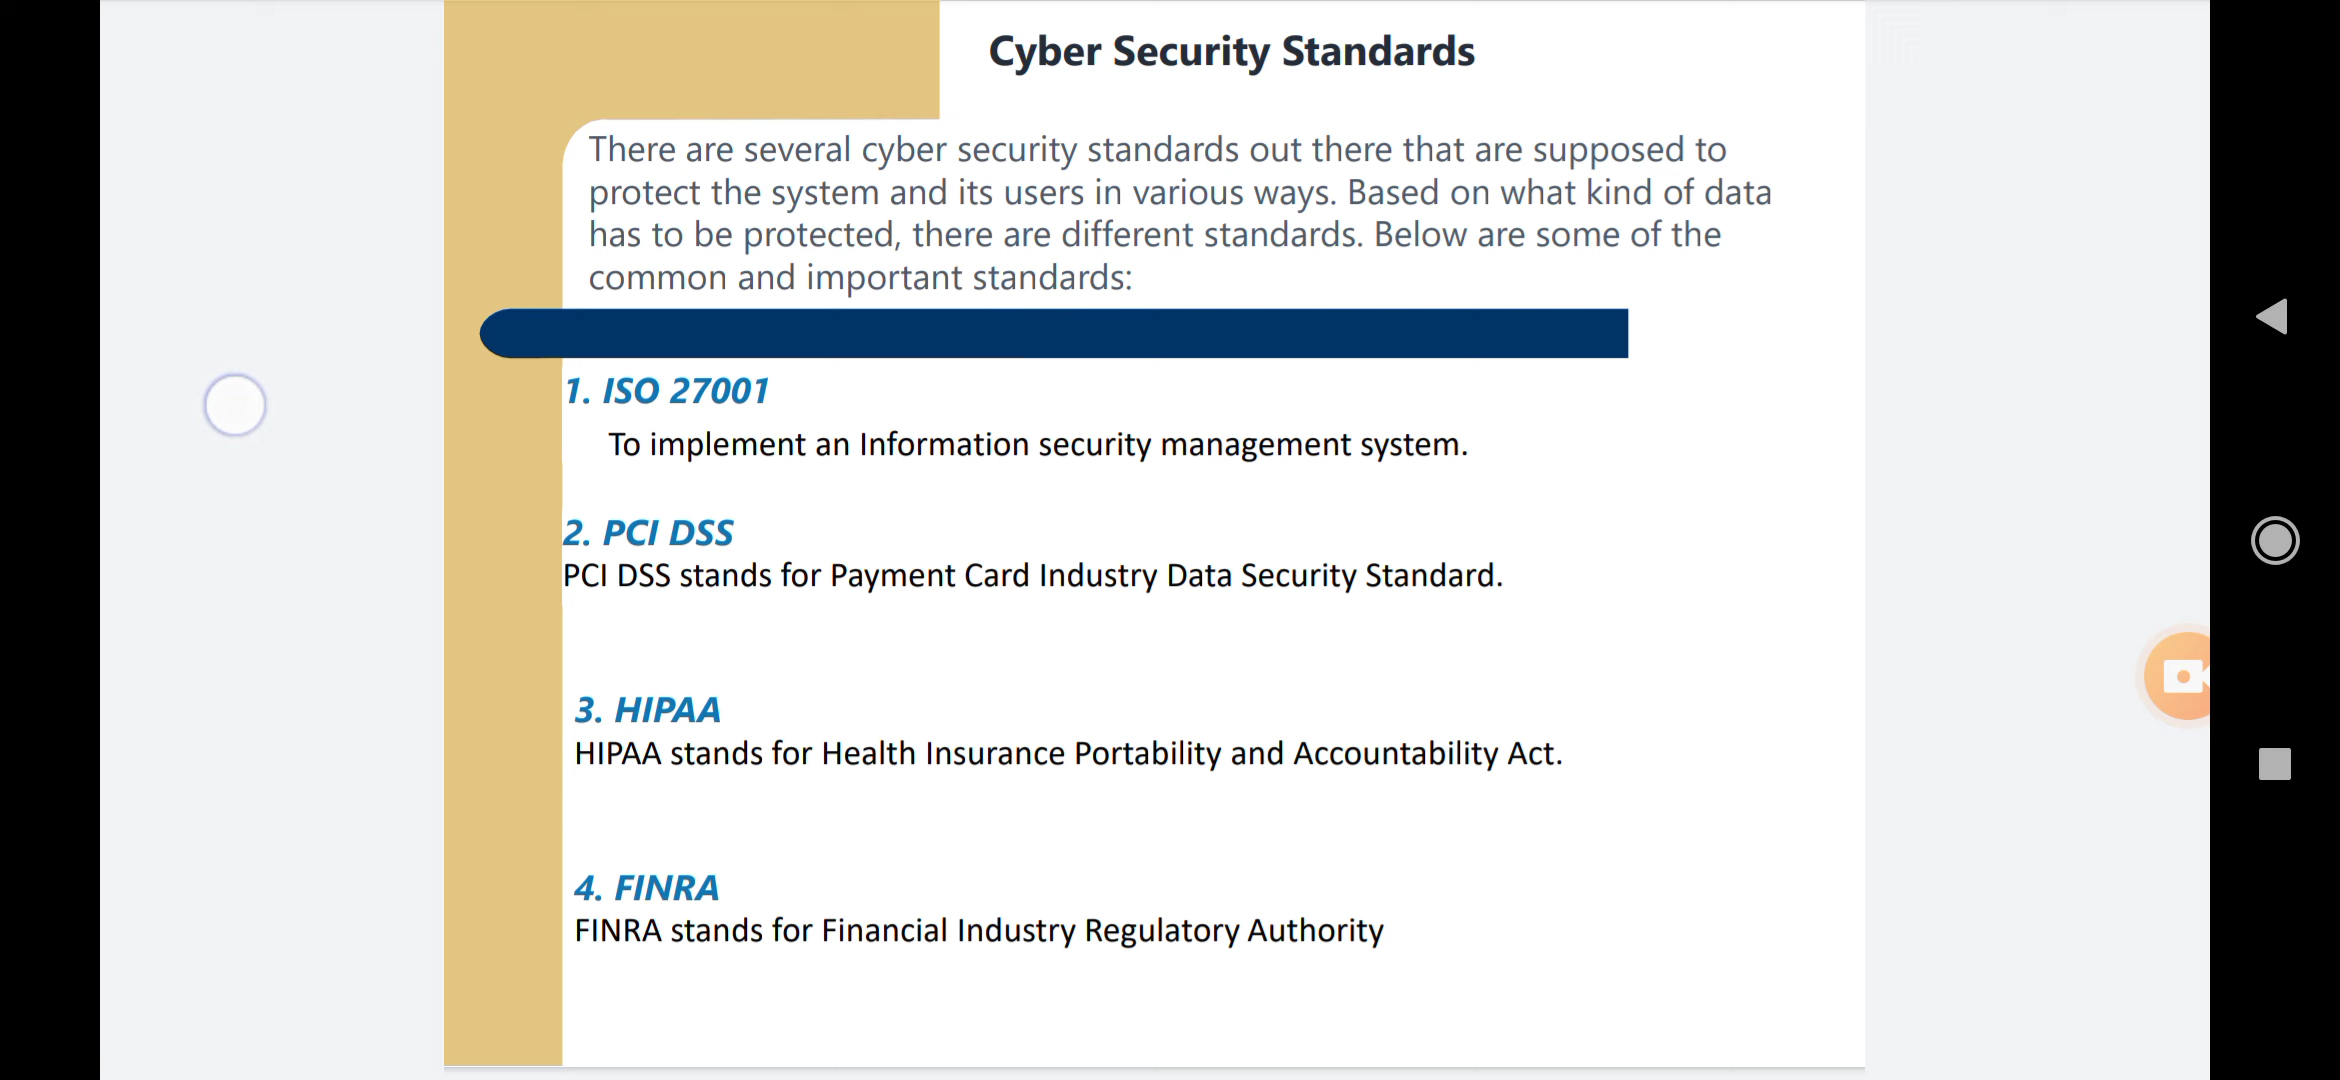 Cyber Security Standards
There are several cyber security standards out there that are supposed to
protect the system and its users in various ways. Based on what kind of data
has to be protected, there are different standards. Below are some of the
common and important standards:
1. ISO 27001
To implement an Information security management system.
2. PCI DSS
PCI DSS stands for Payment Card Industry Data Security Standard.
3. HIPAA
HIPAA stands for Health Insurance Portability and Accountability Act.
4. FINRA
FINRA stands for Financial Industry Regulatory Authority